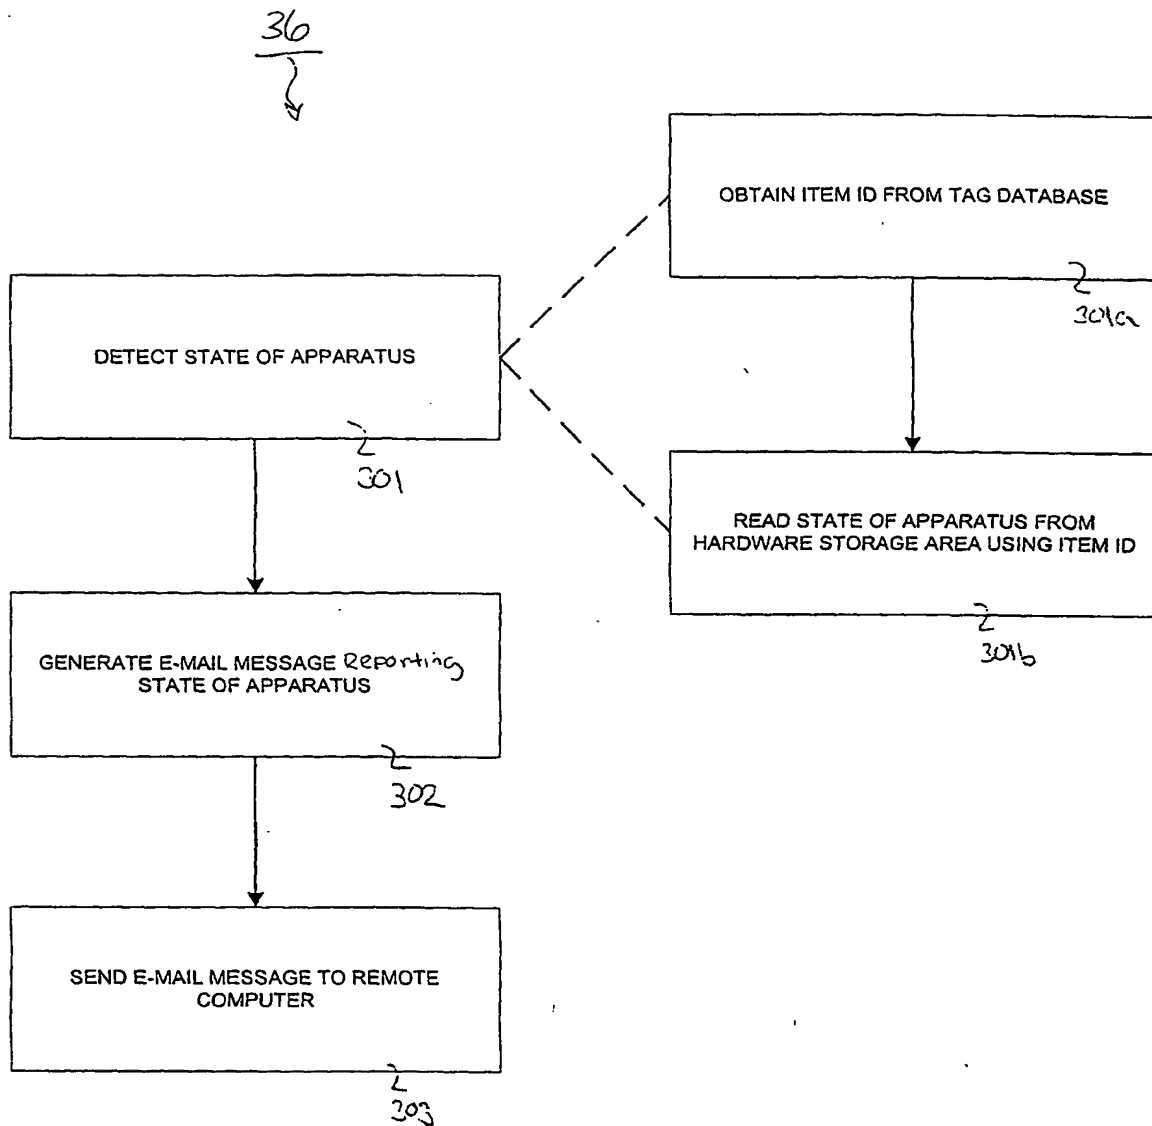 36
OBTAIN ITEM ID FROM TAG DATABASE
301a
DETECT STATE OF APPARATUS
301
READ STATE OF APPARATUS FROM
HARDWARE STORAGE AREA USING ITEM ID
301b
GENERATE E-MAIL MESSAGE Reporting
STATE OF APPARATUS
302
SEND E-MAIL MESSAGE TO REMOTE
COMPUTER
303